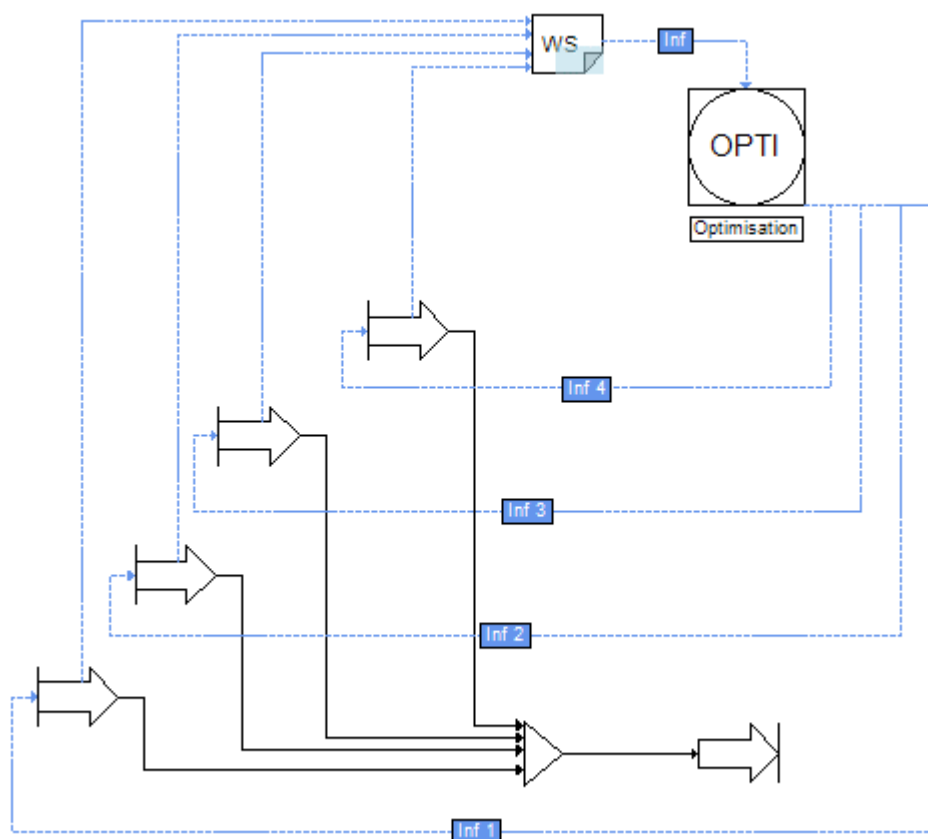 WS
Inf
OPTI
Optimisation
Inf 4
Inf 3
Inf 2
Inf 1